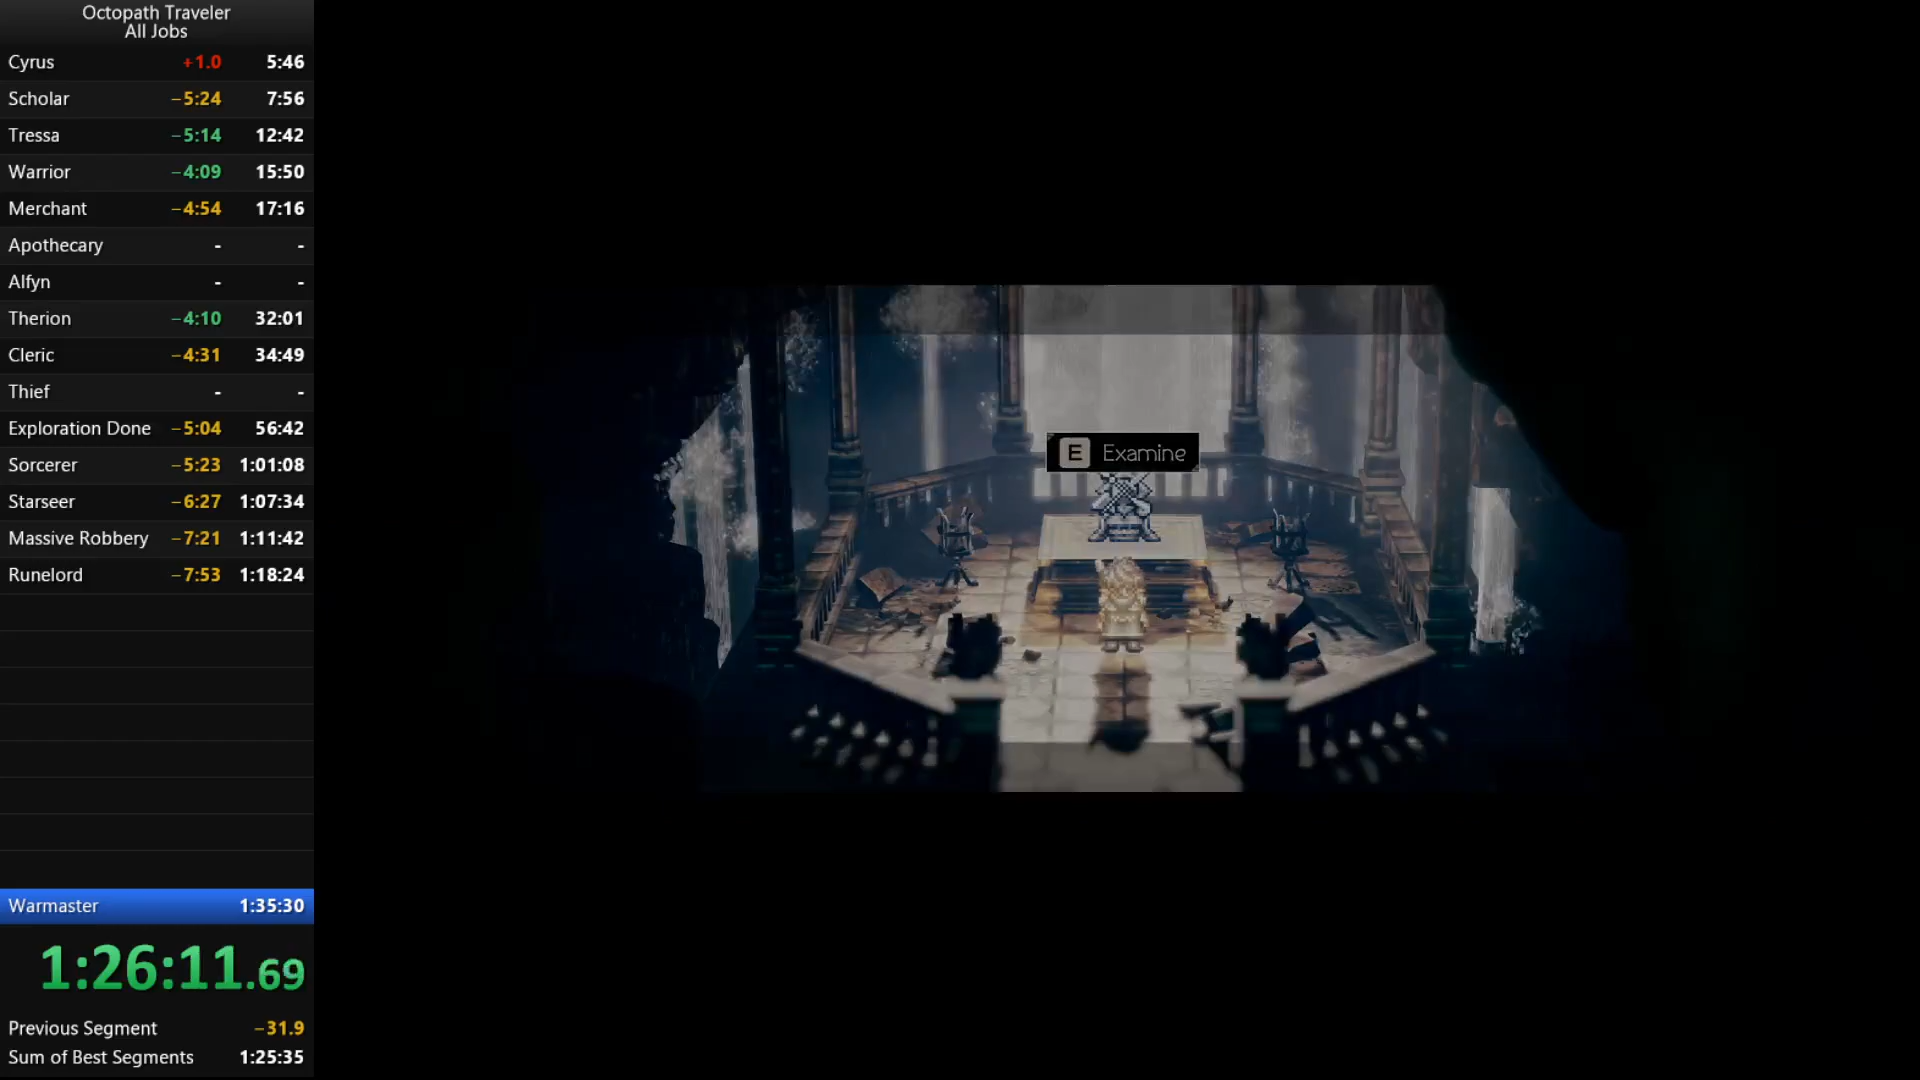 Octopath Traveler
All Jobs
Cyrus +1.0 5:46
Scholar −5:24 7:56
Tressa −5:14 12:42
Warrior −4:09 15:50
Merchant −4:54 17:16
Apothecary - -
Alfyn - -
Therion −4:10 32:01
Cleric −4:31 34:49
Thief - -
Exploration Done −5:04 56:42
Sorcerer −5:23 1:01:08
Starseer −6:27 1:07:34
Massive Robbery −7:21 1:11:42
Runelord −7:53 1:18:24
Warmaster 1:35:30
1:26:11.69
Previous Segment −31.9
Sum of Best Segments 1:25:35
E Examine